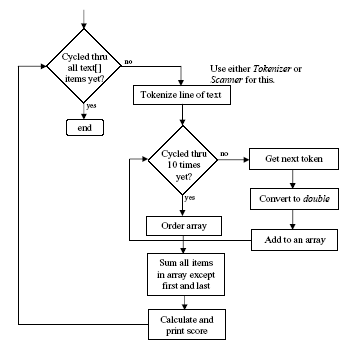 Cycled thru
all text[]
items yet?
no
yes
end
Use either Tokenizer or
Scanner for this.
Tokenize line of text
Cycled thru
10 times
yet?
no
yes
Get next token
Convert to double
Add to an array
Order array
Sum all items
in array except
first and last
Calculate and
print score